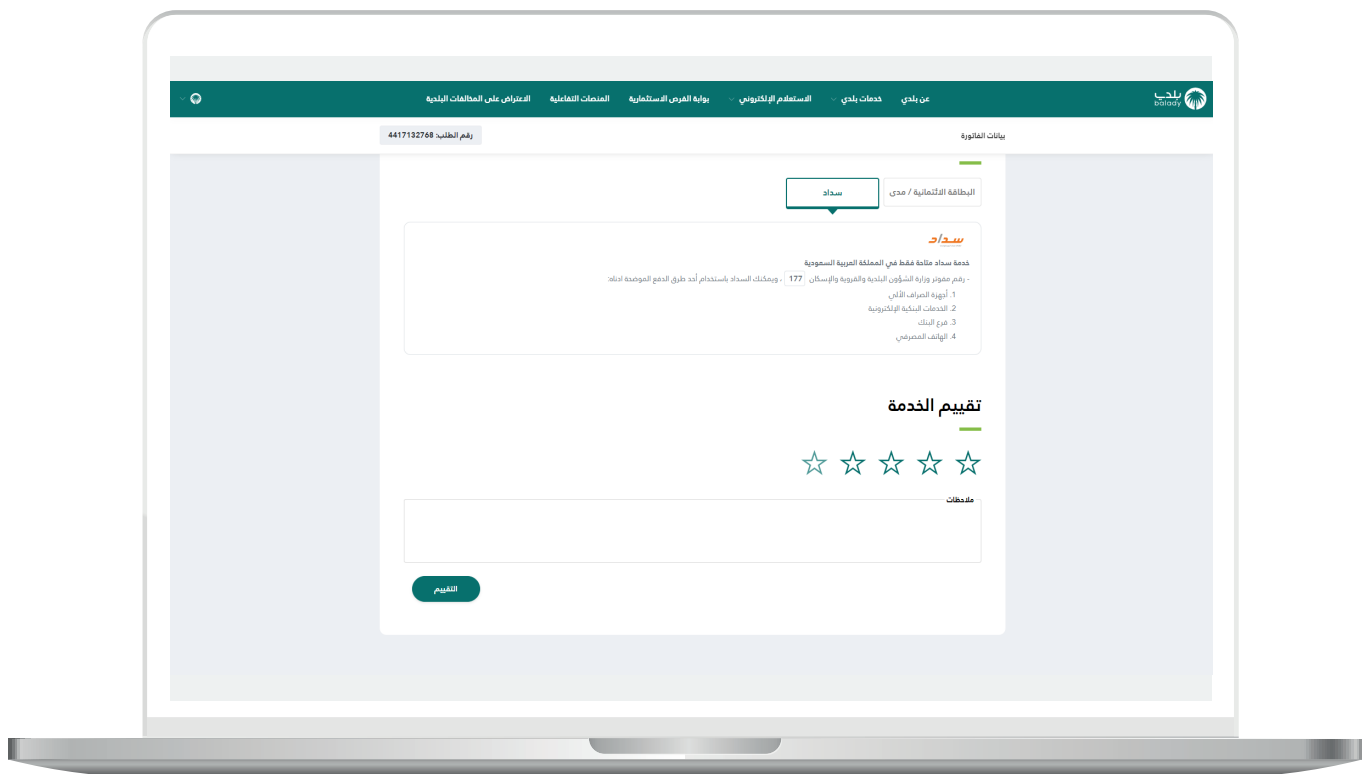 بلدي
balady
عن بلدي
خدمات بلدي
الاستعلام الإلكتروني
بوابة الفرص الاستثمارية
المنصات التفاعلية
الاعتراض على المخالفات البلدية
بيانات الفاتورة
رقم الطلب: 4417132768
البطاقة الائتمانية / مدى
سداد
سداد
خدمة سداد متاحة فقط في المملكة العربية السعودية
- رقم مفوتر وزارة الشؤون البلدية والقروية والإسكان 177 ، ويمكنك السداد باستخدام أحد طرق الدفع الموضحة ادناه:
1. أجهزة الصراف الآلي
2. الخدمات البنكية الإلكترونية
3. فرع البنك
4. الهاتف المصرفي
تقييم الخدمة
ملاحظات
التقييم